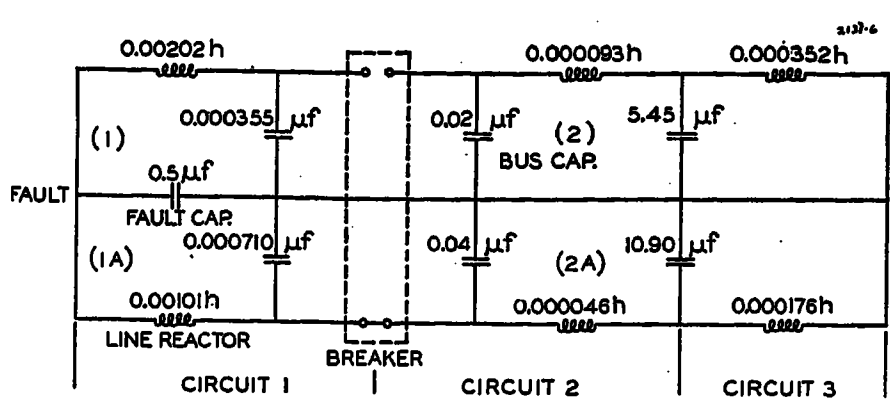 2137-6
0.00202h 0.000093h 0.000352h
0.000355 μf 0.02 μf (2) 5.45 μf
(1) BUS CAP.
0.5μf
FAULT
FAULT CAP.
0.000710 μf 0.04 μf (2A) 10.90 μf
(1A)
0.00101h 0.000046h 0.000176h
LINE REACTOR
BREAKER
CIRCUIT 1 CIRCUIT 2 CIRCUIT 3